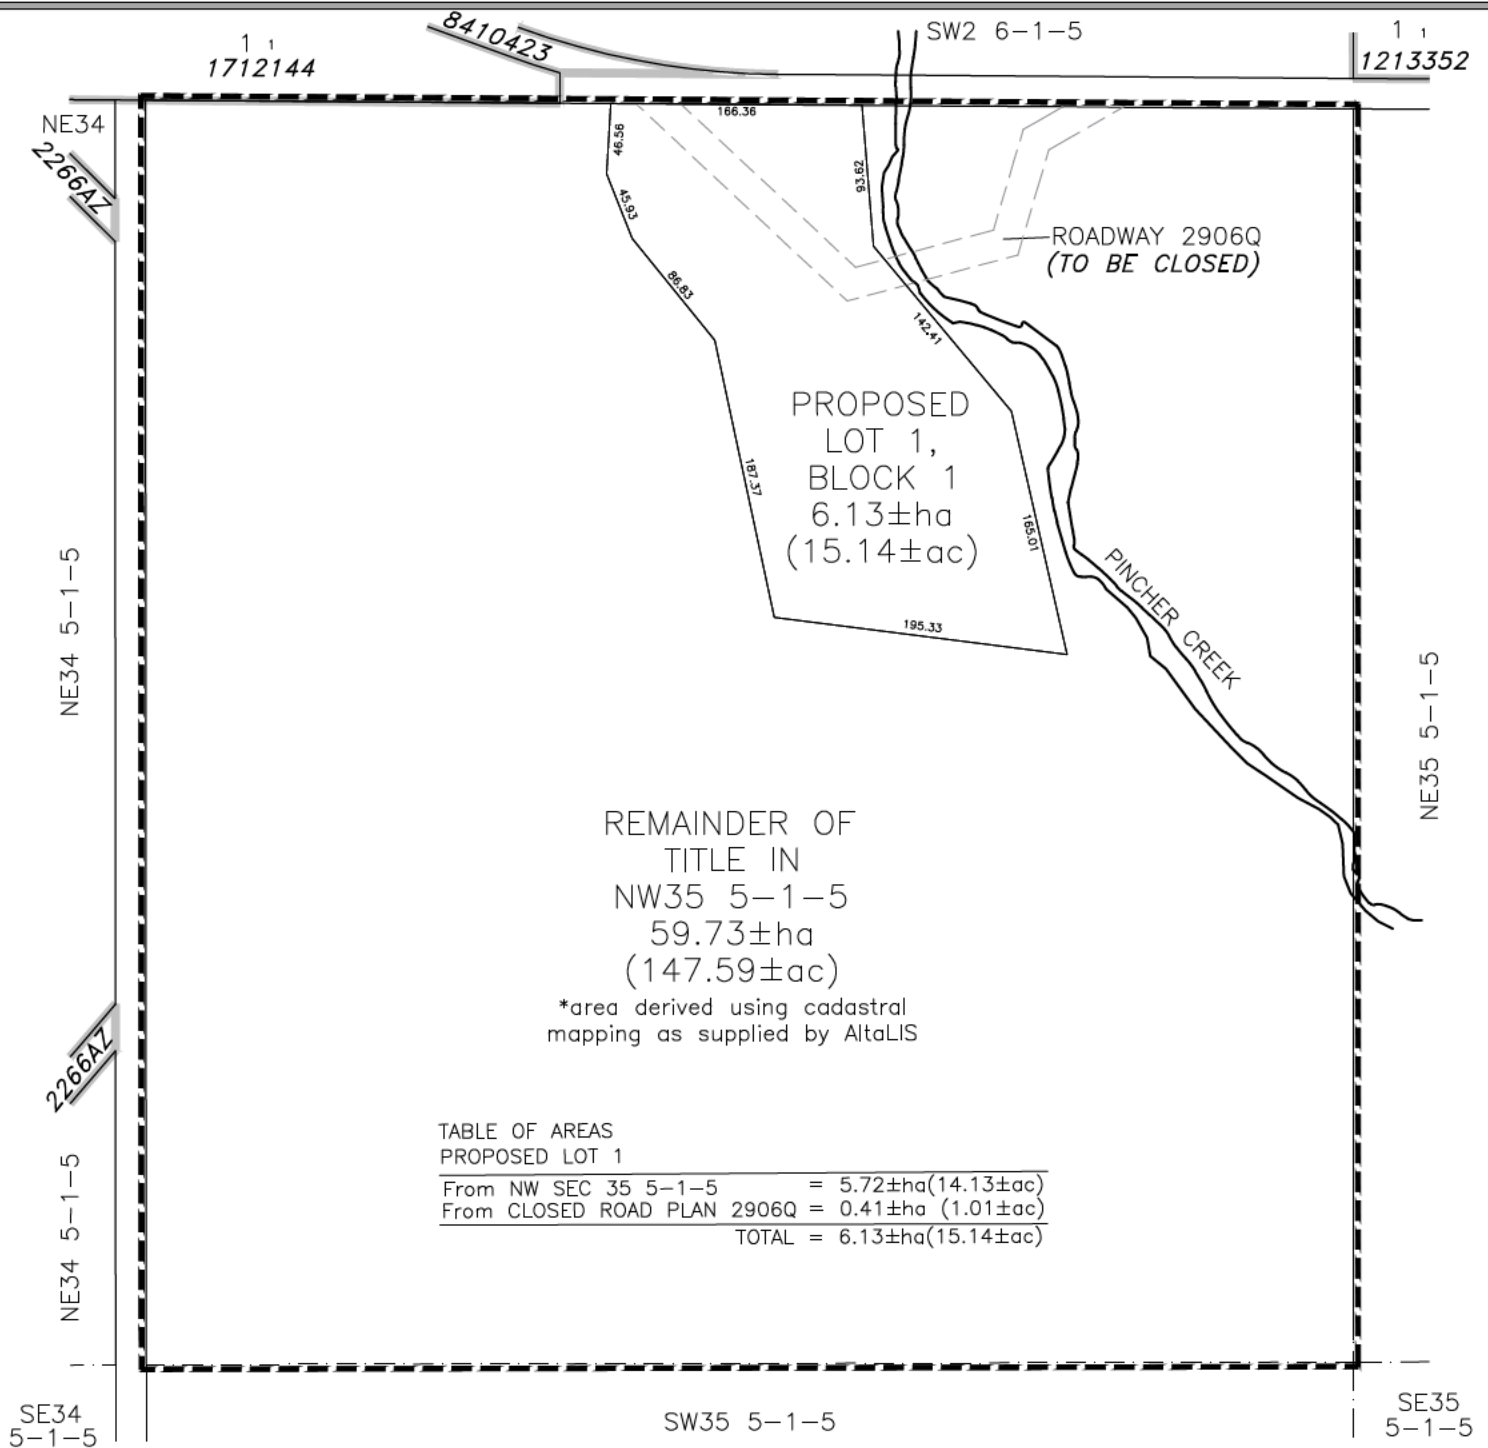 1 1
1712144
8410423
SW2 6-1-5
1 1
1213352
NE34
2266AZ
166.36
46.56
45.93
86.83
93.62
142.41
187.37
165.01
195.33
ROADWAY 2906Q
(TO BE CLOSED)
PROPOSED
LOT 1,
BLOCK 1
6.13±ha
(15.14±ac)
PINCHER CREEK
NE34 5-1-5
NE35 5-1-5
REMAINDER OF
TITLE IN
NW35 5-1-5
59.73±ha
(147.59±ac)
*area derived using cadastral
mapping as supplied by AltaLIS
2266AZ
NE34 5-1-5
TABLE OF AREAS
PROPOSED LOT 1
From NW SEC 35 5-1-5 = 5.72±ha(14.13±ac)
From CLOSED ROAD PLAN 2906Q = 0.41±ha (1.01±ac)
TOTAL = 6.13±ha(15.14±ac)
SE34
5-1-5
SW35 5-1-5
SE35
5-1-5